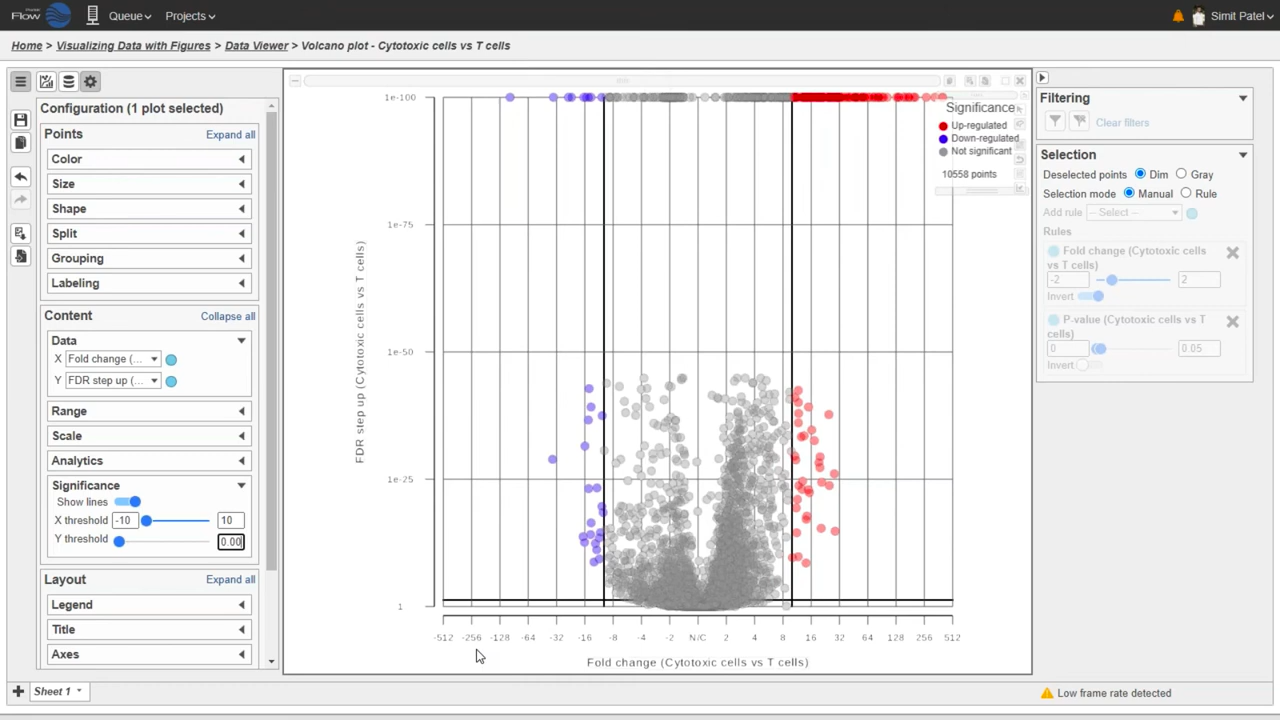 Flow
Queue
Projects
Simit Patel
Home > Visualizing Data with Figures > Data Viewer > Volcano plot - Cytotoxic cells vs T cells
Configuration (1 plot selected)
Points
Expand all
Color
Size
Shape
Split
Grouping
Labeling
Content
Collapse all
Data
X Fold change (...
Y FDR step up (...
Range
Scale
Analytics
Significance
Show lines
X threshold -10 10
Y threshold 0.00
Layout
Expand all
Legend
Title
Axes
Sheet 1
1e-100
1e-75
1e-50
1e-25
1
FDR step up (Cytotoxic cells vs T cells)
-512 -256 -128 -64 -32 -16 -8 -4 -2 N/C 2 4 8 16 32 64 128 256 512
Fold change (Cytotoxic cells vs T cells)
Significance
Up-regulated
Down-regulated
Not significant
10558 points
Filtering
Clear filters
Selection
Deselected points Dim Gray
Selection mode Manual Rule
Add rule -- Select --
Rules
Fold change (Cytotoxic cells
vs T cells)
-2 2
Invert
P-value (Cytotoxic cells vs T
cells)
0 0.05
Invert
Low frame rate detected